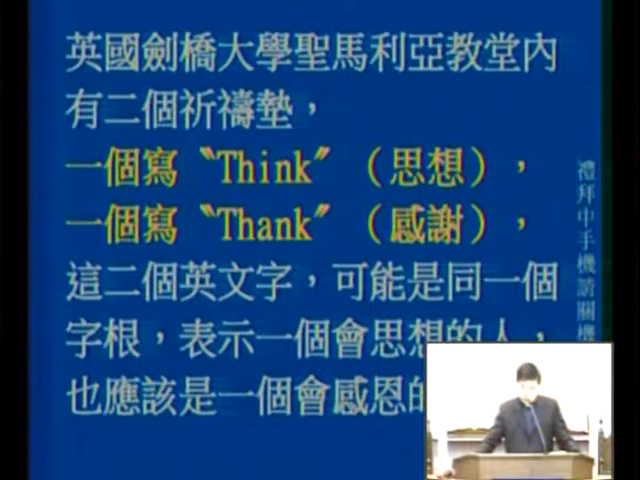 英國劍橋大學聖馬利亞教堂內
有二個祈禱墊，
一個寫〝Think〞（思想），
一個寫〝Thank〞（感謝），
這二個英文字，可能是同一個
字根，表示一個會思想的人，
也應該是一個會感恩的
禮拜中手機請關機